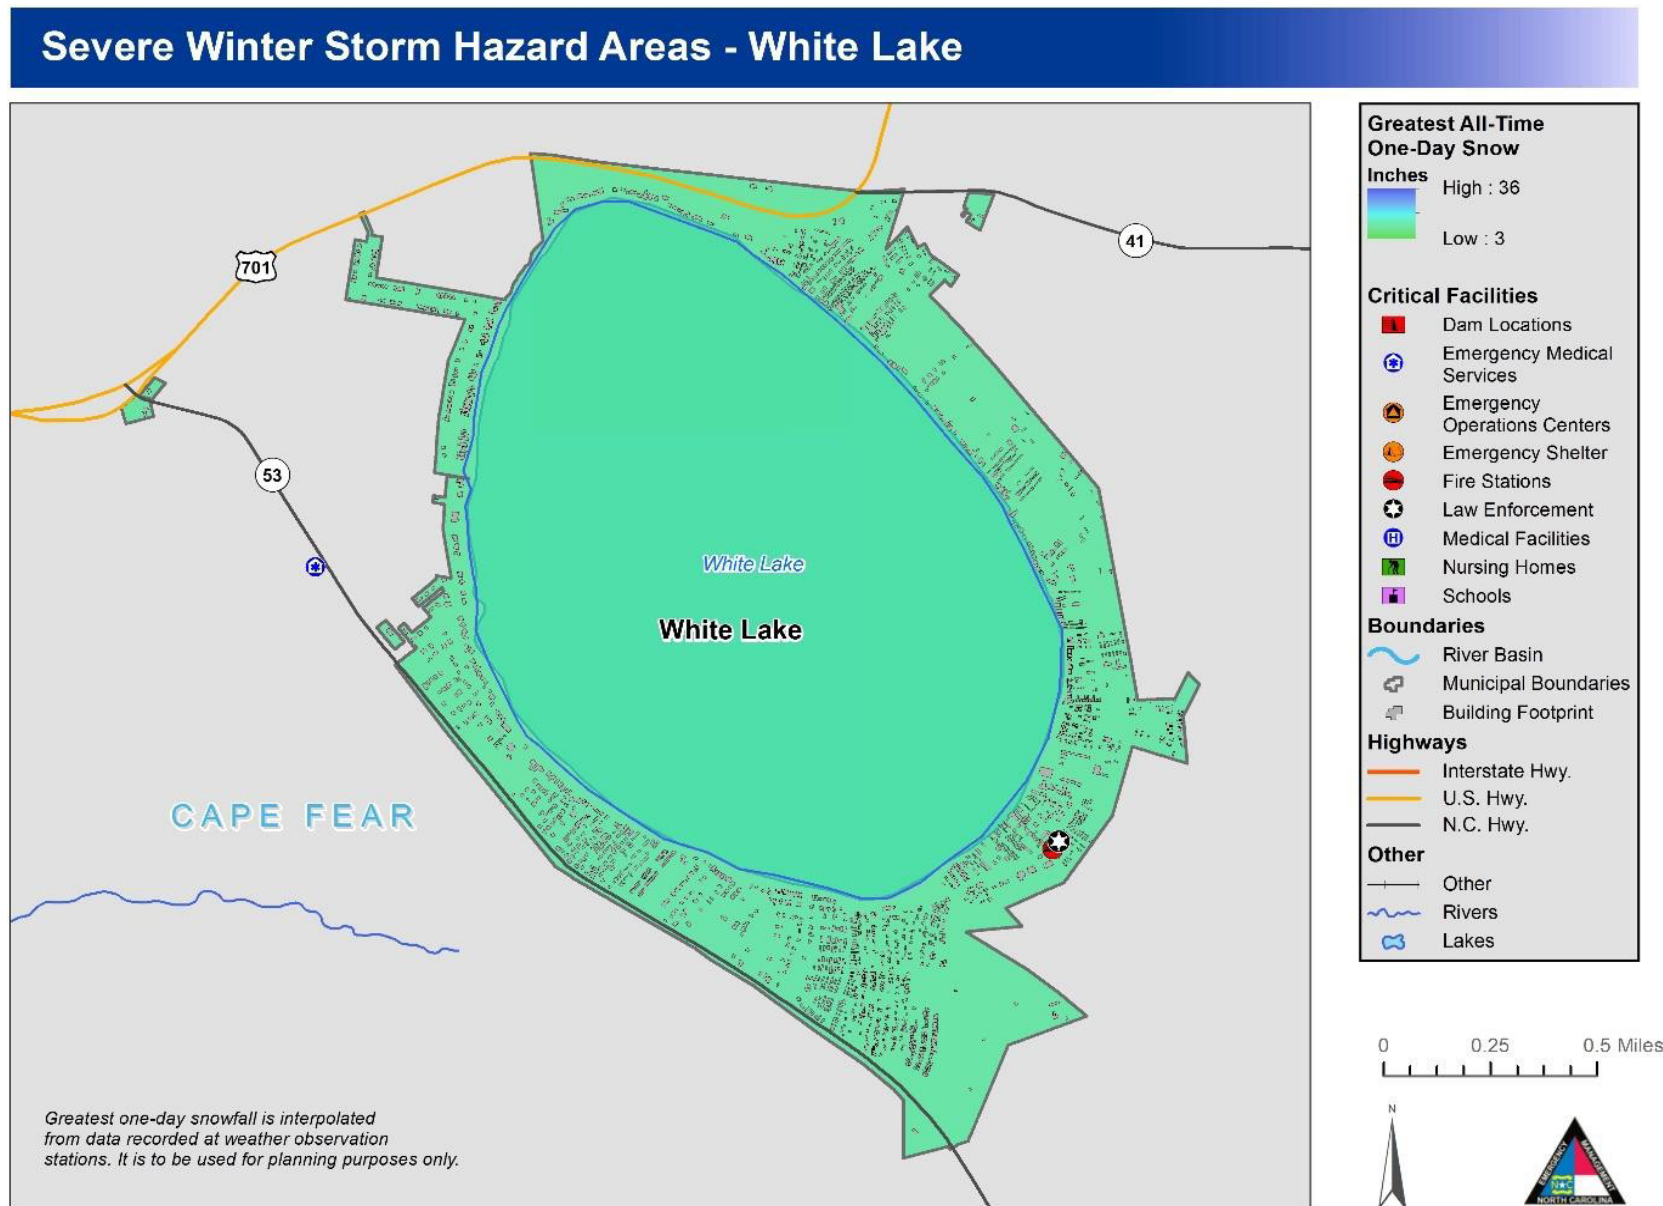 Severe Winter Storm Hazard Areas - White Lake
701
41
53
White Lake
White Lake
CAPE FEAR
Greatest one-day snowfall is interpolated
from data recorded at weather observation
stations. It is to be used for planning purposes only.
Greatest All-Time
One-Day Snow
Inches
High : 36
Low : 3
Critical Facilities
Dam Locations
Emergency Medical
Services
Emergency
Operations Centers
Emergency Shelter
Fire Stations
Law Enforcement
H
Medical Facilities
Nursing Homes
Schools
Boundaries
River Basin
Municipal Boundaries
Building Footprint
Highways
Interstate Hwy.
U.S. Hwy.
N.C. Hwy.
Other
Other
Rivers
Lakes
0 0.25 0.5 Miles
N
EMERGENCY
MANAGEMENT
N C
NORTH CAROLINA